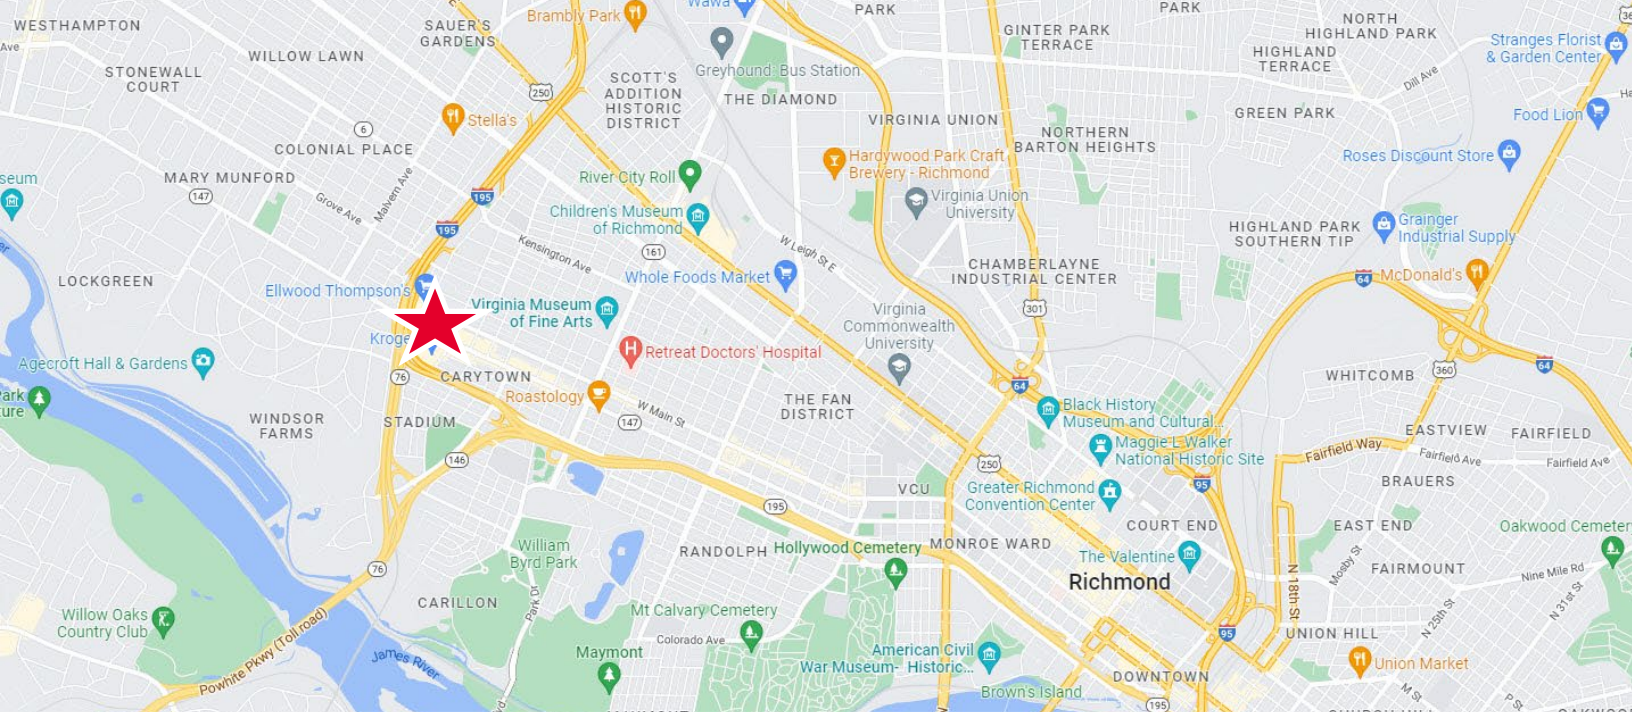 WESTHAMPTON
Ave
WILLOW LAWN
STONEWALL
COURT
SAUER'S
GARDENS
Brambly Park
Wawa
PARK
PARK
GINTER PARK
TERRACE
NORTH
HIGHLAND PARK
HIGHLAND
TERRACE
Stranges Florist
& Garden Center
Dill Ave
Greyhound: Bus Station
SCOTT'S
ADDITION
HISTORIC
DISTRICT
THE DIAMOND
250
Stella's
6
COLONIAL PLACE
VIRGINIA UNION
NORTHERN
BARTON HEIGHTS
GREEN PARK
Food Lion
Roses Discount Store
Hardywood Park Craft
Brewery - Richmond
MARY MUNFORD
147
Grove Ave
Malvern Ave
195
195
River City Roll
Children's Museum
of Richmond
Virginia Union
University
HIGHLAND PARK
SOUTHERN TIP
Grainger
Industrial Supply
seum
161
Kensington Ave
W Leigh St E
LOCKGREEN
Ellwood Thompson's
Whole Foods Market
CHAMBERLAYNE
INDUSTRIAL CENTER
64
McDonald's
Virginia Museum
of Fine Arts
Virginia
Commonwealth
University
301
Kroge
Agecroft Hall & Gardens
76
CARYTOWN
Retreat Doctors' Hospital
64
360
64
WHITCOMB
Park
ture
WINDSOR
FARMS
STADIUM
Roastology
147
W Main St
THE FAN
DISTRICT
Black History
Museum and Cultural...
Maggie L Walker
National Historic Site
EASTVIEW
FAIRFIELD
Fairfield Way
Fairfield Ave
Fairfield Ave
146
250
95
VCU
195
Greater Richmond
Convention Center
BRAUERS
COURT END
EAST END
Oakwood Cemetery
William
Byrd Park
RANDOLPH
Hollywood Cemetery
MONROE WARD
The Valentine
Mosby St
FAIRMOUNT
Nine Mile Rd
76
Richmond
N 18th St
N 25th St
N 31st St
CARILLON
Park Dr
Willow Oaks
Country Club
Mt Calvary Cemetery
Colorado Ave
95
UNION HILL
Powhite Pkwy (Toll road)
James River
Maymont
American Civil
War Museum- Historic...
Union Market
Brown's Island
DOWNTOWN
195
M St
P St